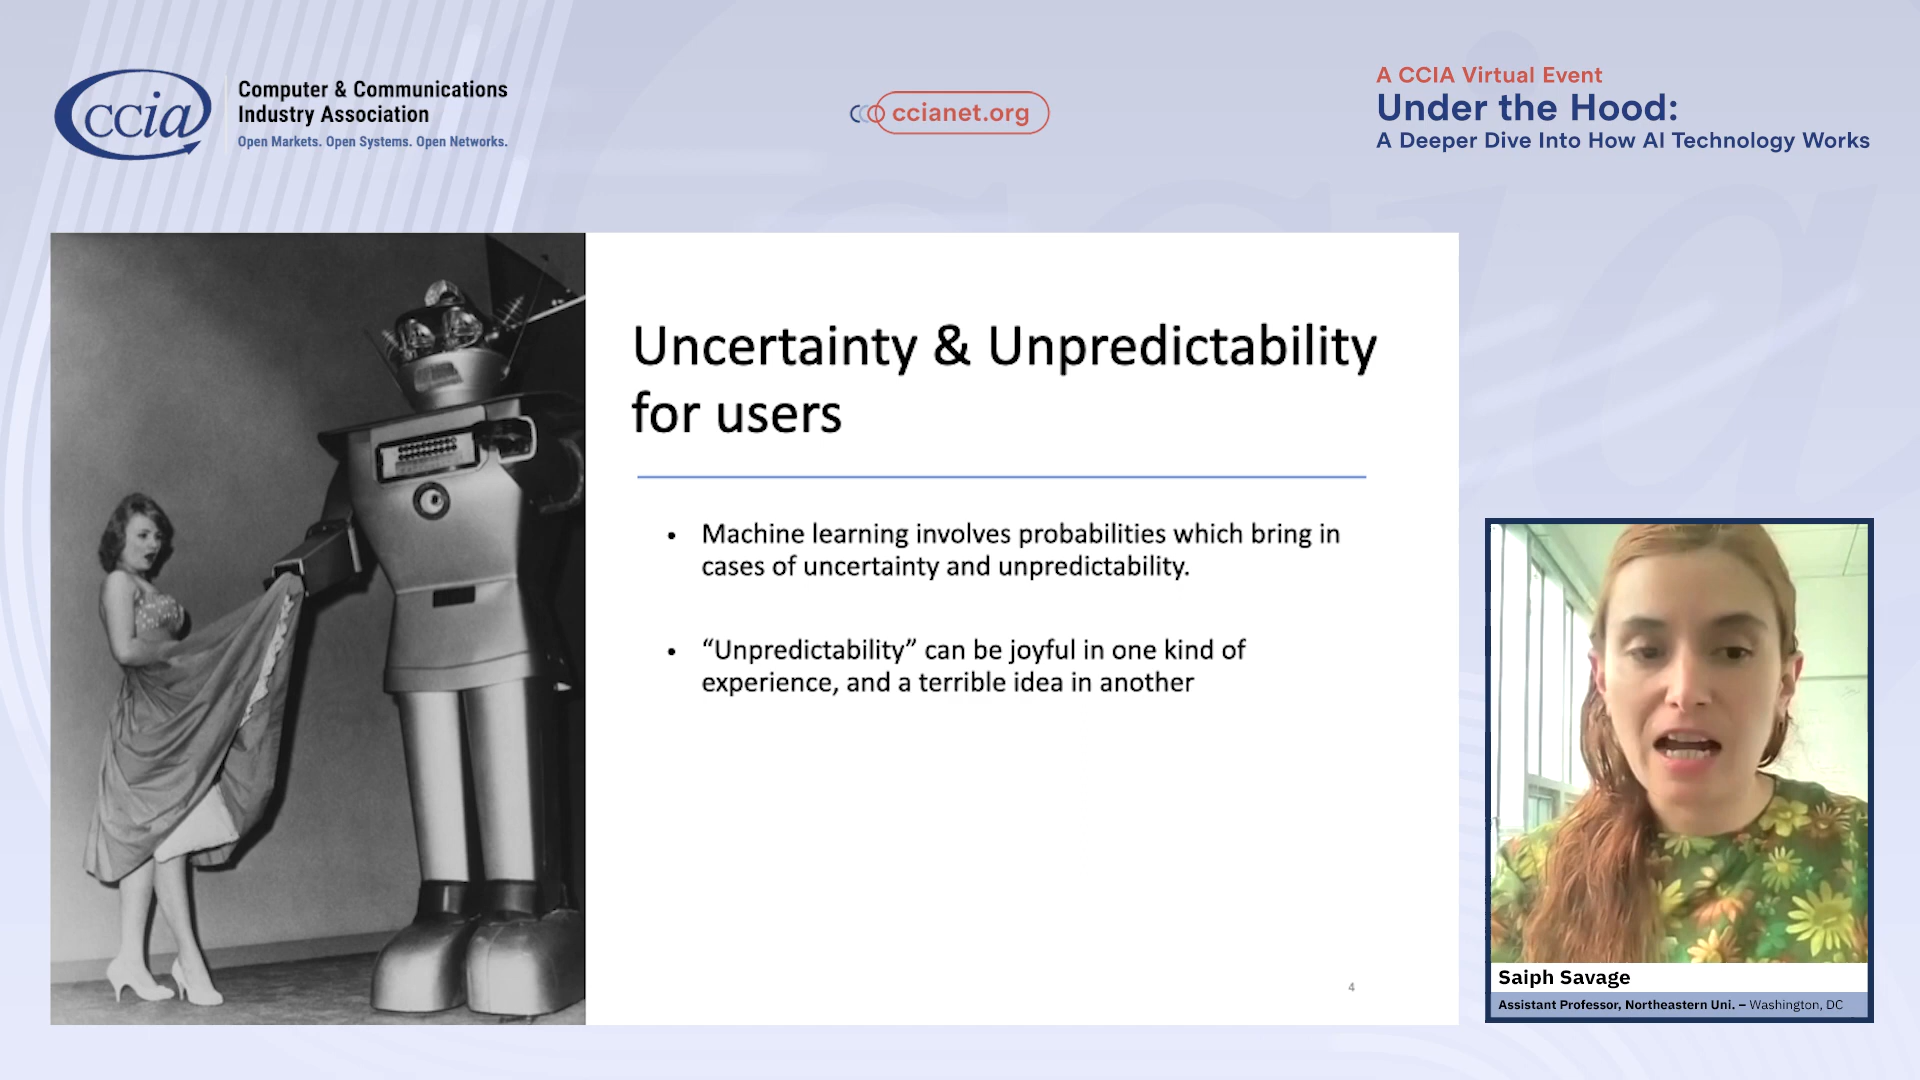 ccia
Computer & Communications
Industry Association
Open Markets. Open Systems. Open Networks.
ccianet.org
A CCIA Virtual Event
Under the Hood:
A Deeper Dive Into How AI Technology Works
Uncertainty & Unpredictability
for users
• Machine learning involves probabilities which bring in
cases of uncertainty and unpredictability.
• “Unpredictability” can be joyful in one kind of
experience, and a terrible idea in another
4
Saiph Savage
Assistant Professor, Northeastern Uni. – Washington, DC